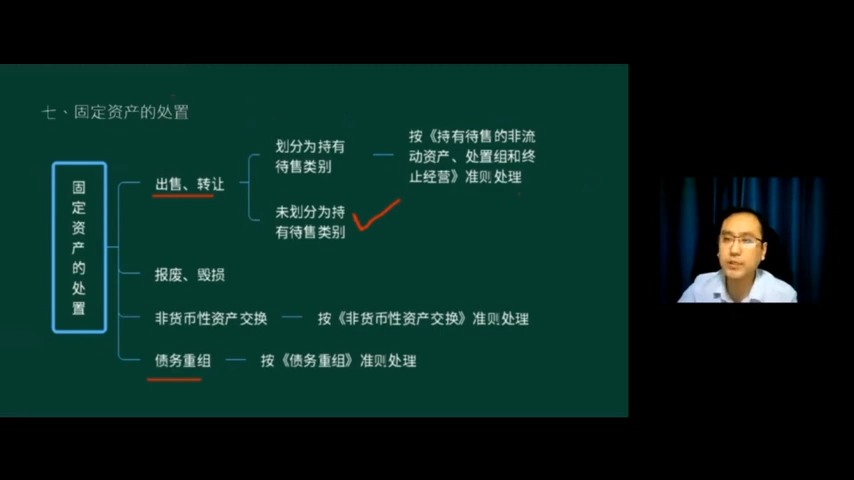 七、固定资产的处置
固
定
资
产
的
处
置
出售、转让
划分为持有
待售类别
按《持有待售的非流
动资产、处置组和终
止经营》准则处理
未划分为持
有待售类别
报废、毁损
非货币性资产交换
按《非货币性资产交换》准则处理
债务重组
按《债务重组》准则处理